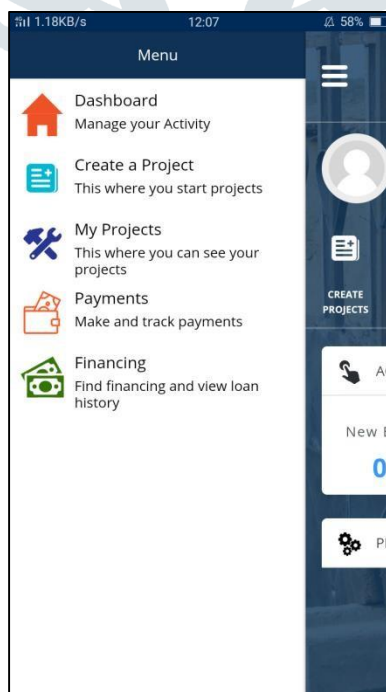 1.18KB/s 12:07 58%
Menu
Dashboard
Manage your Activity
Create a Project
This where you start projects
My Projects
This where you can see your
projects
Payments
Make and track payments
Financing
Find financing and view loan
history
CREATE
PROJECTS
New
0